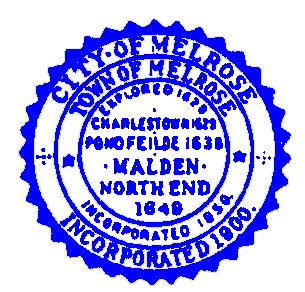 CITY·OF MELROSE
TOWN OF MELROSE
EXPLORED 1628
CHARLESTOWN 1629
PONDFEILDE 1638
· MALDEN ·
NORTH END
1649
INCORPORATED 1850.
INCORPORATED 1900.